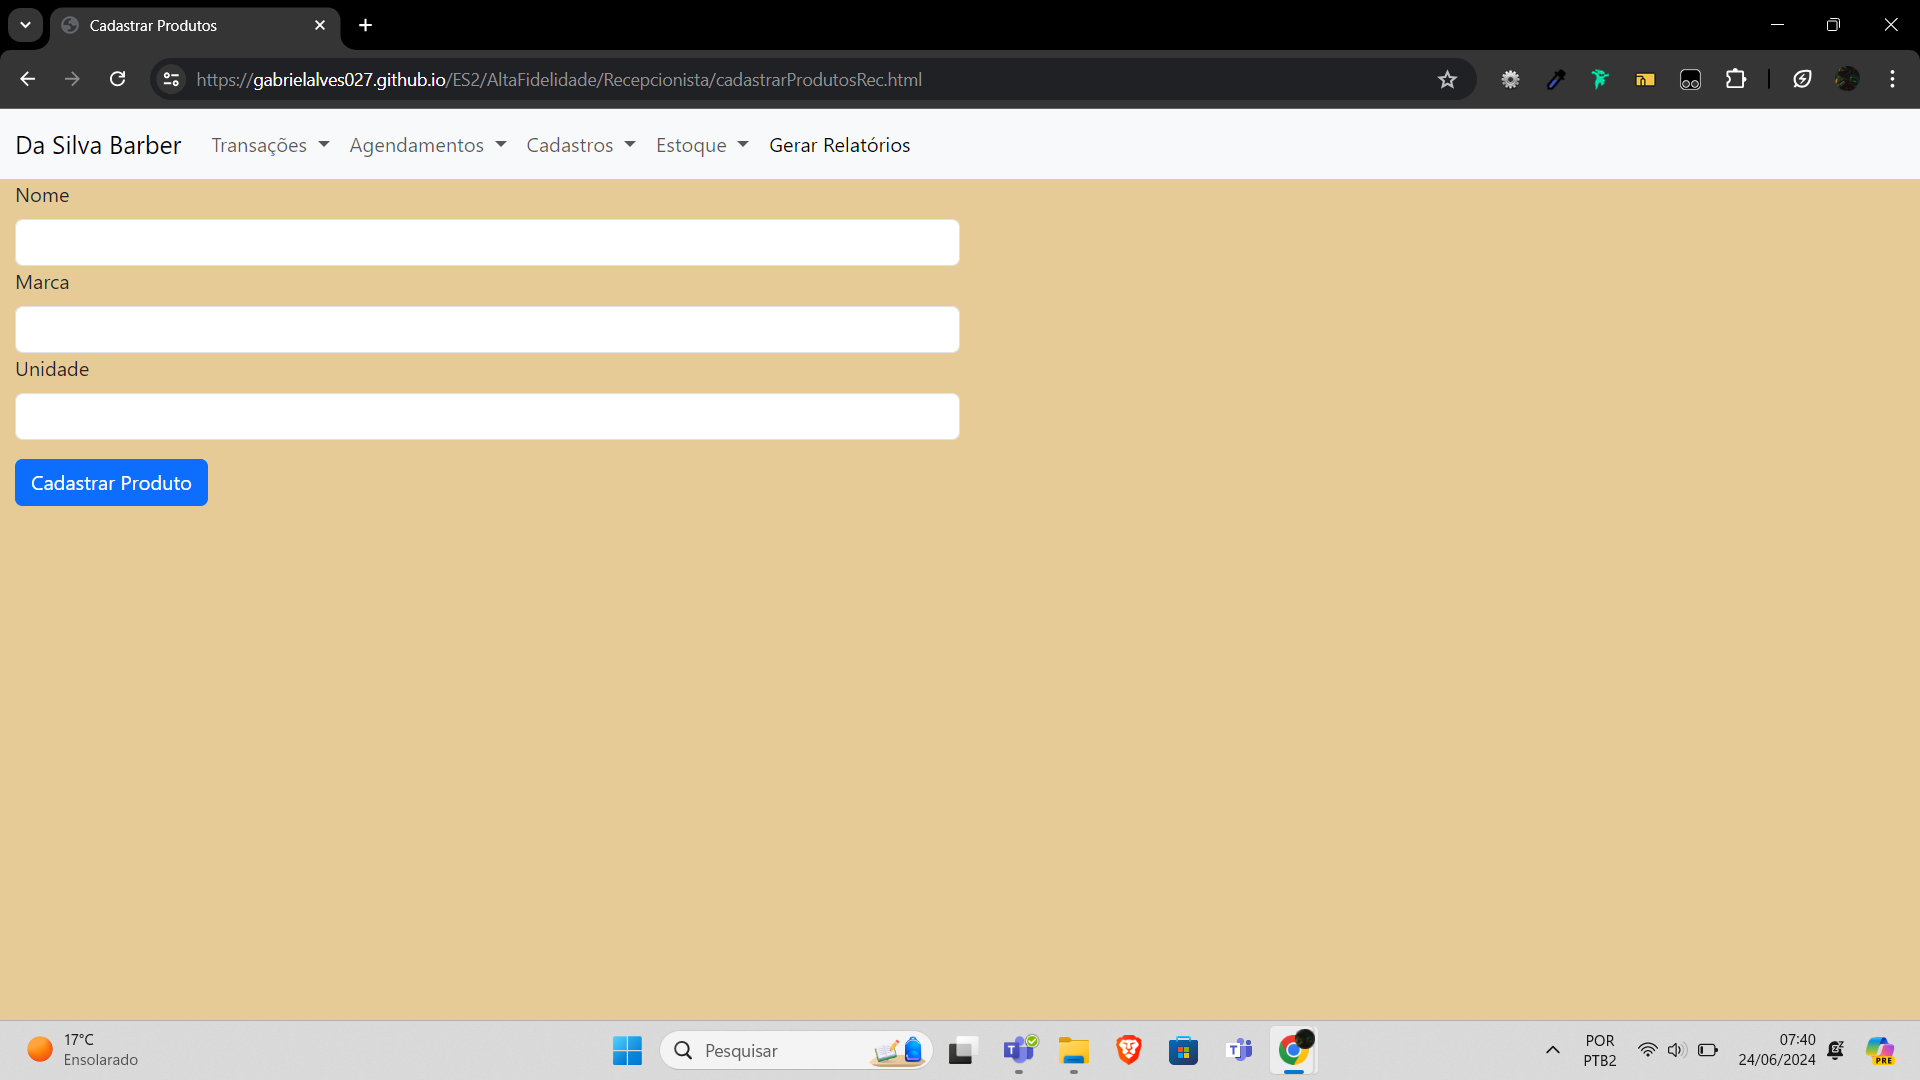 Cadastrar Produtos
https://gabrielalves027.github.io/ES2/AltaFidelidade/Recepcionista/cadastrarProdutosRec.html
Da Silva Barber Transações Agendamentos Cadastros Estoque Gerar Relatórios
Nome
Marca
Unidade
Cadastrar Produto
17°C
Ensolarado
Pesquisar
POR
PTB2
07:40
24/06/2024
PRE